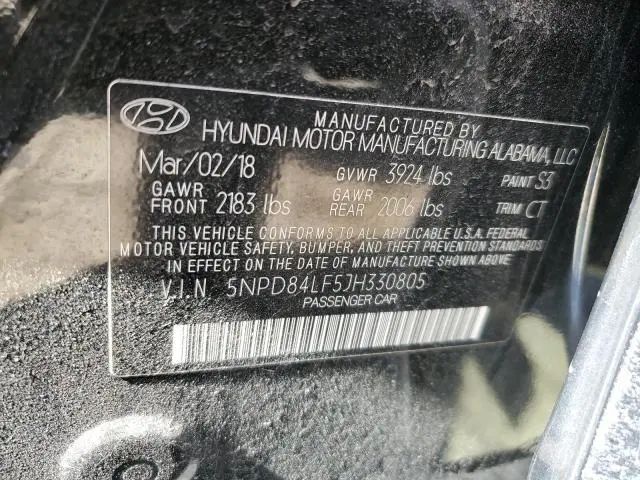 MANUFACTURED BY
HYUNDAI MOTOR MANUFACTURING ALABAMA, LLC
Mar/02/18 GVWR 3924 lbs PAINT S3
GAWR FRONT 2183 lbs GAWR REAR 2006 lbs TRIM CT
THIS VEHICLE CONFORMS TO ALL APPLICABLE U.S.A. FEDERAL
MOTOR VEHICLE SAFETY, BUMPER, AND THEFT PREVENTION STANDARDS
IN EFFECT ON THE DATE OF MANUFACTURE SHOWN ABOVE
V.I.N 5NPD84LF5JH330805
PASSENGER CAR